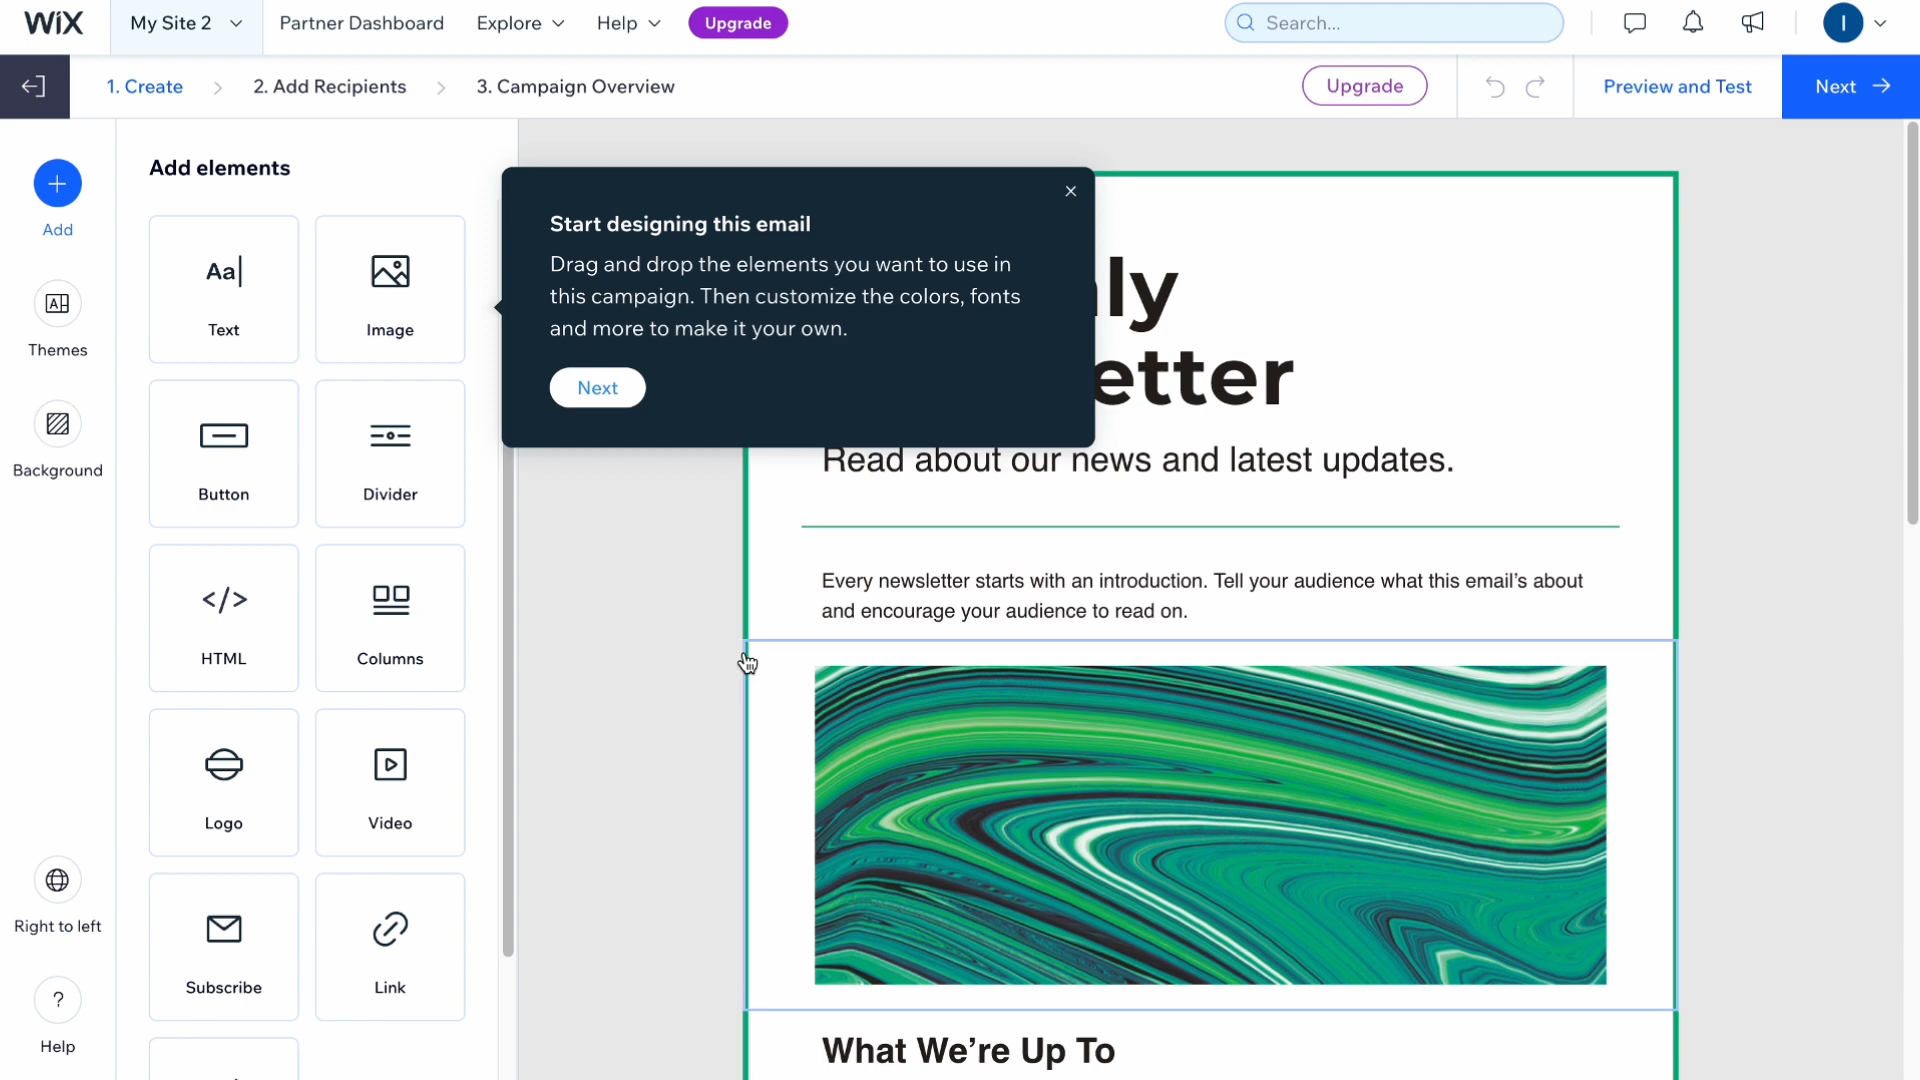 WiX
My Site 2
Partner Dashboard
Explore
Help
Upgrade
Search...
I
1. Create
2. Add Recipients
3. Campaign Overview
Upgrade
Preview and Test
Next
Add
Themes
Background
Right to left
?
Help
Add elements
Aa
Text
Image
Button
Divider
</>
HTML
Columns
Logo
Video
Subscribe
Link
Start designing this email
Drag and drop the elements you want to use in
this campaign. Then customize the colors, fonts
and more to make it your own.
Next
ly
etter
Read about our news and latest updates.
Every newsletter starts with an introduction. Tell your audience what this email’s about
and encourage your audience to read on.
What We’re Up To